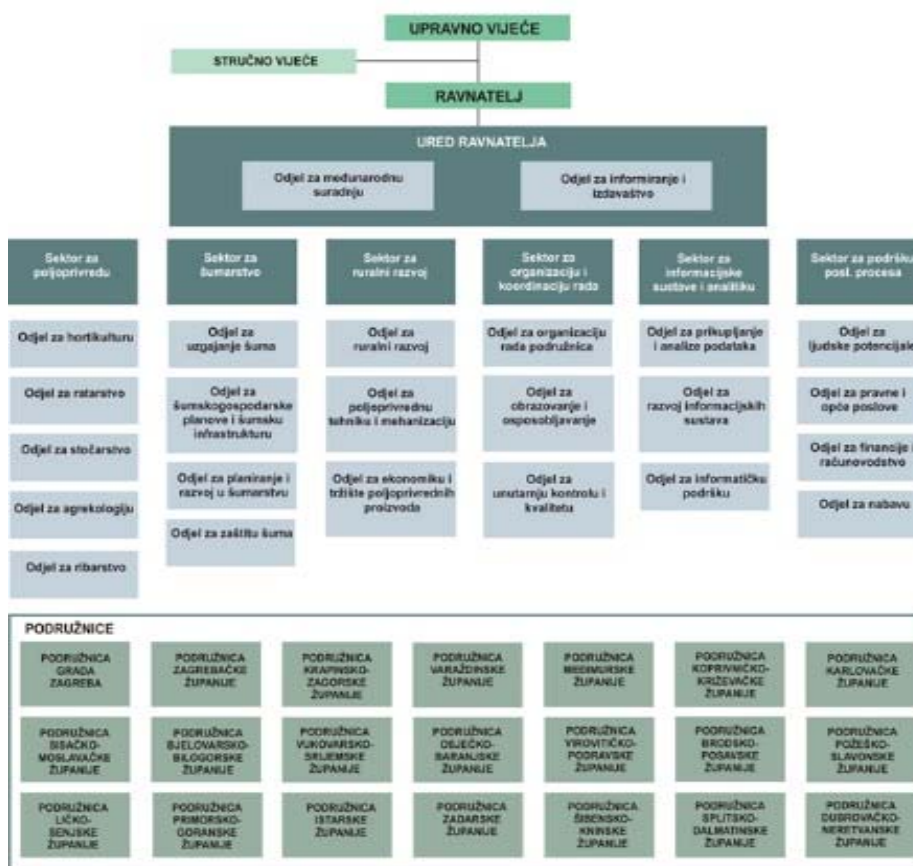 UPRAVNO VIJEĆE
STRUČNO VIJEĆE
RAVNATELJ
URED RAVNATELJA
Odjel za međunarodnu
suradnju
Odjel za informiranje i
izdavaštvo
Sektor za
poljoprivredu
Sektor za
šumarstvo
Sektor za
ruralni razvoj
Sektor za
organizaciju i
koordinaciju rada
Sektor za
informacijske
sustave i analitiku
Sektor za podršku
posl. procesa
Odjel za hortikulturu
Odjel za ratarstvo
Odjel za stočarstvo
Odjel za agrekologiju
Odjel za ribarstvo
Odjel za
uzgajanje šuma
Odjel za
šumskogospodarske
planove i šumsku
infrastrukturu
Odjel za planiranje i
razvoj u šumarstvu
Odjel za zaštitu šuma
Odjel za
ruralni razvoj
Odjel za
poljoprivrednu
tehniku i mehanizaciju
Odjel za ekonomiku i
tržište poljoprivrednih
proizvoda
Odjel za organizaciju
rada podružnica
Odjel za
obrazovanje i
osposobljavanje
Odjel za
unutarnju kontrolu i
kvalitetu
Odjel za prikupljanje
i analize podataka
Odjel za
razvoj informacijskih
sustava
Odjel za informatičku
podršku
Odjel za
ljudske potencijale
Odjel za pravne i
opće poslove
Odjel za financije i
računovodstvo
Odjel za nabavu
PODRUŽNICE
PODRUŽNICA
GRADA
ZAGREBA
PODRUŽNICA
ZAGREBAČKE
ŽUPANIJE
PODRUŽNICA
KRAPINSKO-
ZAGORSKE
ŽUPANIJE
PODRUŽNICA
VARAŽDINSKE
ŽUPANIJE
PODRUŽNICA
MEĐIMURSKE
ŽUPANIJE
PODRUŽNICA
KOPRIVNIČKO-
KRIŽEVAČKE
ŽUPANIJE
PODRUŽNICA
KARLOVAČKE
ŽUPANIJE
PODRUŽNICA
SISAČKO-
MOSLAVAČKE
ŽUPANIJE
PODRUŽNICA
BJELOVARSKO-
BILOGORSKE
ŽUPANIJE
PODRUŽNICA
VUKOVARSKO-
SRIJEMSKE
ŽUPANIJE
PODRUŽNICA
OSJEČKO-
BARANJSKE
ŽUPANIJE
PODRUŽNICA
VIROVITIČKO-
PODRAVSKE
ŽUPANIJE
PODRUŽNICA
BRODSKO-
POSAVSKE
ŽUPANIJE
PODRUŽNICA
POŽEŠKO-
SLAVONSKE
ŽUPANIJE
PODRUŽNICA
LIČKO-
SENJSKE
ŽUPANIJE
PODRUŽNICA
PRIMORSKO-
GORANSKE
ŽUPANIJE
PODRUŽNICA
ISTARSKE
ŽUPANIJE
PODRUŽNICA
ZADARSKE
ŽUPANIJE
PODRUŽNICA
ŠIBENSKO-
KNINSKE
ŽUPANIJE
PODRUŽNICA
SPLITSKO-
DALMATINSKE
ŽUPANIJE
PODRUŽNICA
DUBROVAČKO-
NERETVANSKE
ŽUPANIJE